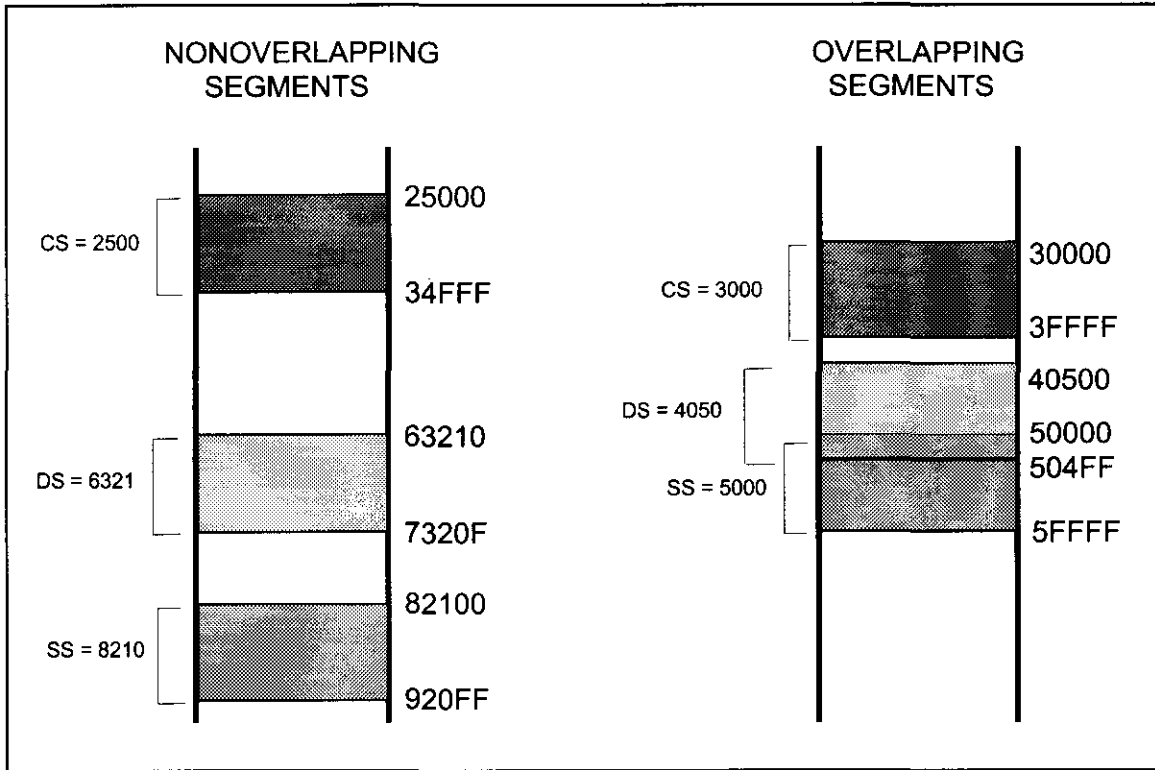 NONOVERLAPPING
SEGMENTS
CS = 2500
25000
34FFF
DS = 6321
63210
7320F
SS = 8210
82100
920FF
OVERLAPPING
SEGMENTS
CS = 3000
30000
3FFFF
DS = 4050
40500
50000
504FF
SS = 5000
5FFFF